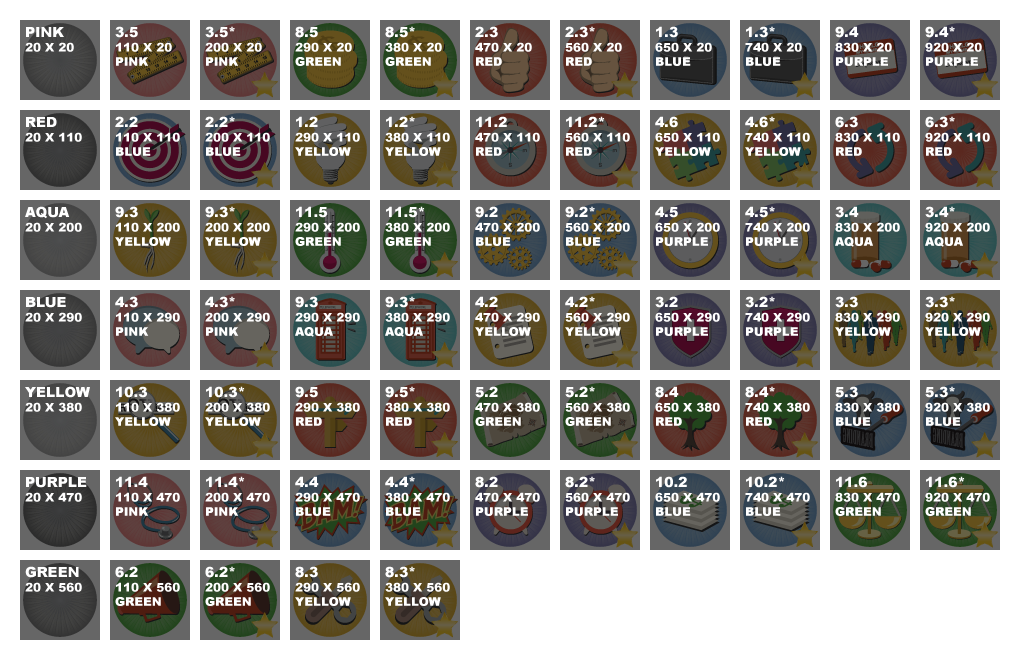 PINK
20 X 20
3.5
110 X 20
PINK
3.5*
200 X 20
PINK
8.5
290 X 20
GREEN
8.5*
380 X 20
GREEN
2.3
470 X 20
RED
2.3*
560 X 20
RED
1.3
650 X 20
BLUE
1.3*
740 X 20
BLUE
9.4
830 X 20
PURPLE
9.4*
920 X 20
PURPLE
RED
20 X 110
2.2
110 X 110
BLUE
2.2*
200 X 110
BLUE
1.2
290 X 110
YELLOW
1.2*
380 X 110
YELLOW
11.2
470 X 110
RED
11.2*
560 X 110
RED
4.6
650 X 110
YELLOW
4.6*
740 X 110
YELLOW
6.3
830 X 110
RED
6.3*
920 X 110
RED
AQUA
20 X 200
9.3
110 X 200
YELLOW
9.3*
200 X 200
YELLOW
11.5
290 X 200
GREEN
11.5*
380 X 200
GREEN
9.2
470 X 200
BLUE
9.2*
560 X 200
BLUE
4.5
650 X 200
PURPLE
4.5*
740 X 200
PURPLE
3.4
830 X 200
AQUA
3.4*
920 X 200
AQUA
BLUE
20 X 290
4.3
110 X 290
PINK
4.3*
200 X 290
PINK
9.3
290 X 290
AQUA
9.3*
380 X 290
AQUA
4.2
470 X 290
YELLOW
4.2*
560 X 290
YELLOW
3.2
650 X 290
PURPLE
3.2*
740 X 290
PURPLE
3.3
830 X 290
YELLOW
3.3*
920 X 290
YELLOW
YELLOW
20 X 380
10.3
110 X 380
YELLOW
10.3*
200 X 380
YELLOW
9.5
290 X 380
RED
9.5*
380 X 380
RED
5.2
470 X 380
GREEN
5.2*
560 X 380
GREEN
8.4
650 X 380
RED
8.4*
740 X 380
RED
5.3
830 X 380
BLUE
5.3*
920 X 380
BLUE
PURPLE
20 X 470
11.4
110 X 470
PINK
11.4*
200 X 470
PINK
4.4
290 X 470
BLUE
BAM!
4.4*
380 X 470
BLUE
BAM!
8.2
470 X 470
PURPLE
8.2*
560 X 470
PURPLE
10.2
650 X 470
BLUE
10.2*
740 X 470
BLUE
11.6
830 X 470
GREEN
11.6*
920 X 470
GREEN
GREEN
20 X 560
6.2
110 X 560
GREEN
6.2*
200 X 560
GREEN
8.3
290 X 560
YELLOW
8.3*
380 X 560
YELLOW